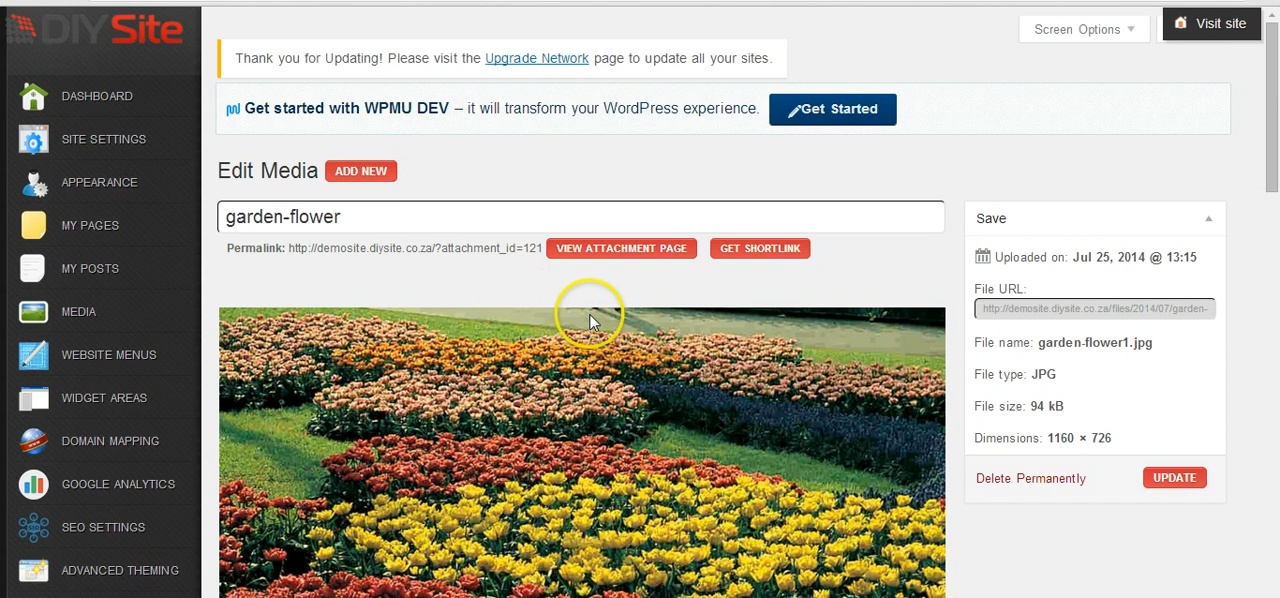 DIY Site
Screen Options
Visit site
Thank you for Updating! Please visit the Upgrade Network page to update all your sites.
Get started with WPMU DEV – it will transform your WordPress experience.
Get Started
DASHBOARD
SITE SETTINGS
APPEARANCE
MY PAGES
MY POSTS
MEDIA
WEBSITE MENUS
WIDGET AREAS
DOMAIN MAPPING
GOOGLE ANALYTICS
SEO SETTINGS
ADVANCED THEMING
Edit Media
ADD NEW
garden-flower
Permalink: http://demosite.diysite.co.za/?attachment_id=121
VIEW ATTACHMENT PAGE
GET SHORTLINK
Save
Uploaded on: Jul 25, 2014 @ 13:15
File URL:
http://demosite.diysite.co.za/files/2014/07/garden-
File name: garden-flower1.jpg
File type: JPG
File size: 94 kB
Dimensions: 1160 × 726
Delete Permanently
UPDATE